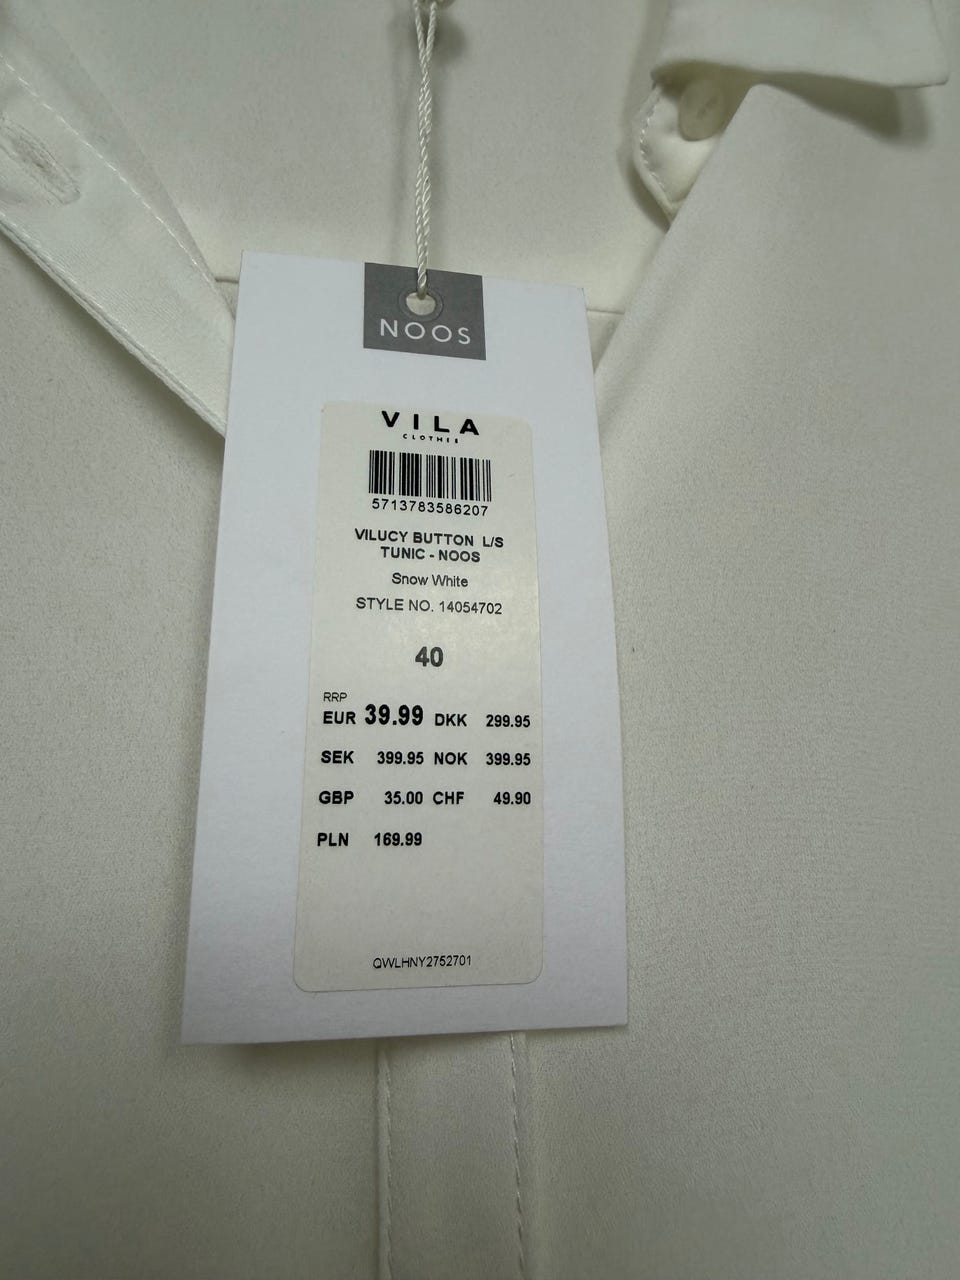 NOOS
VILA
CLOTHES
5713783586207
VILUCY BUTTON L/S
TUNIC - NOOS
Snow White
STYLE NO. 14054702
40
RRP
EUR 39.99 DKK 299.95
SEK 399.95 NOK 399.95
GBP 35.00 CHF 49.90
PLN 169.99
QWLHNY2752701